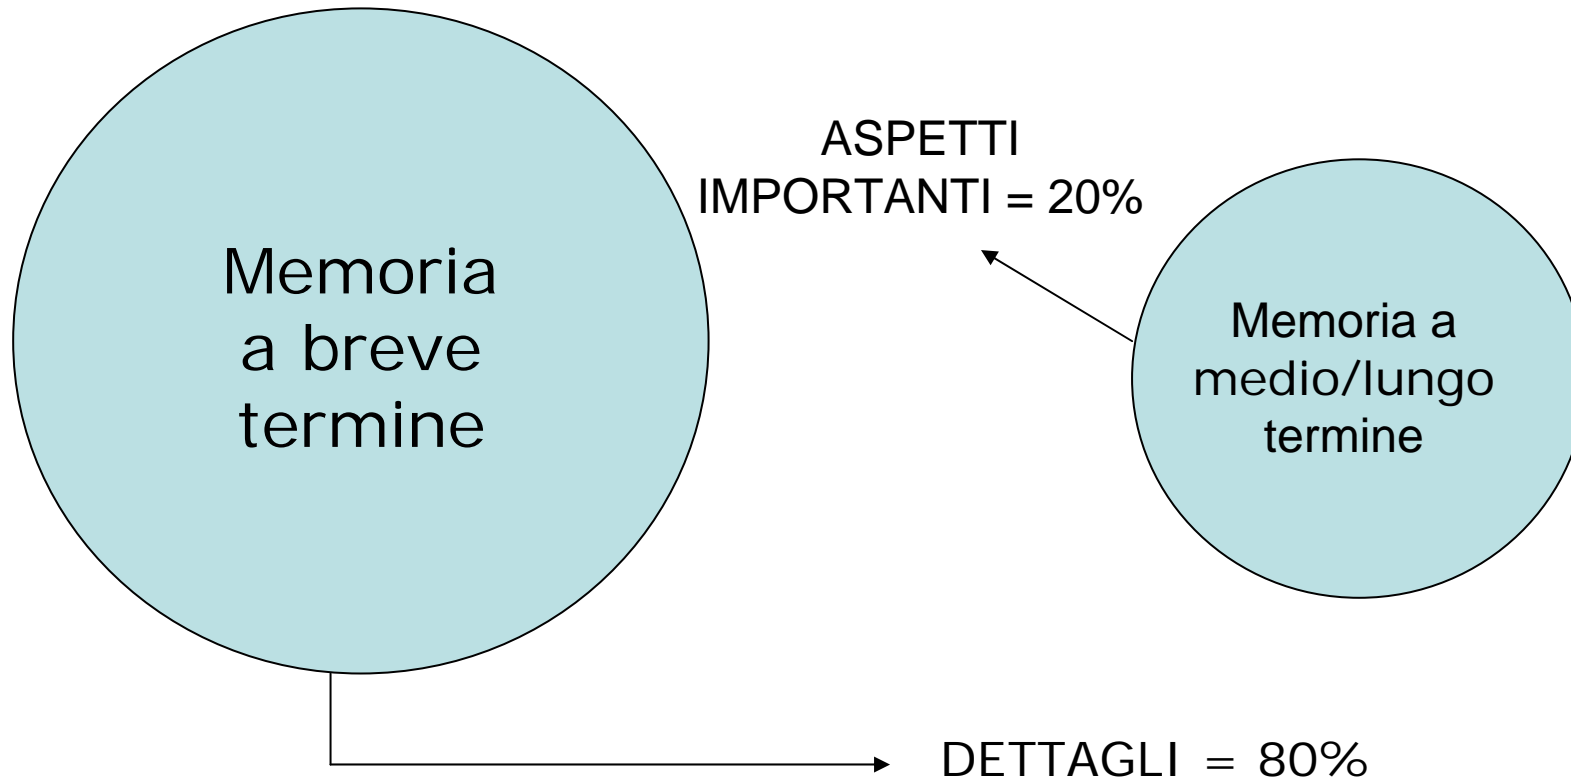 Memoria
a breve
termine
ASPETTI
IMPORTANTI = 20%
Memoria a
medio/lungo
termine
DETTAGLI = 80%